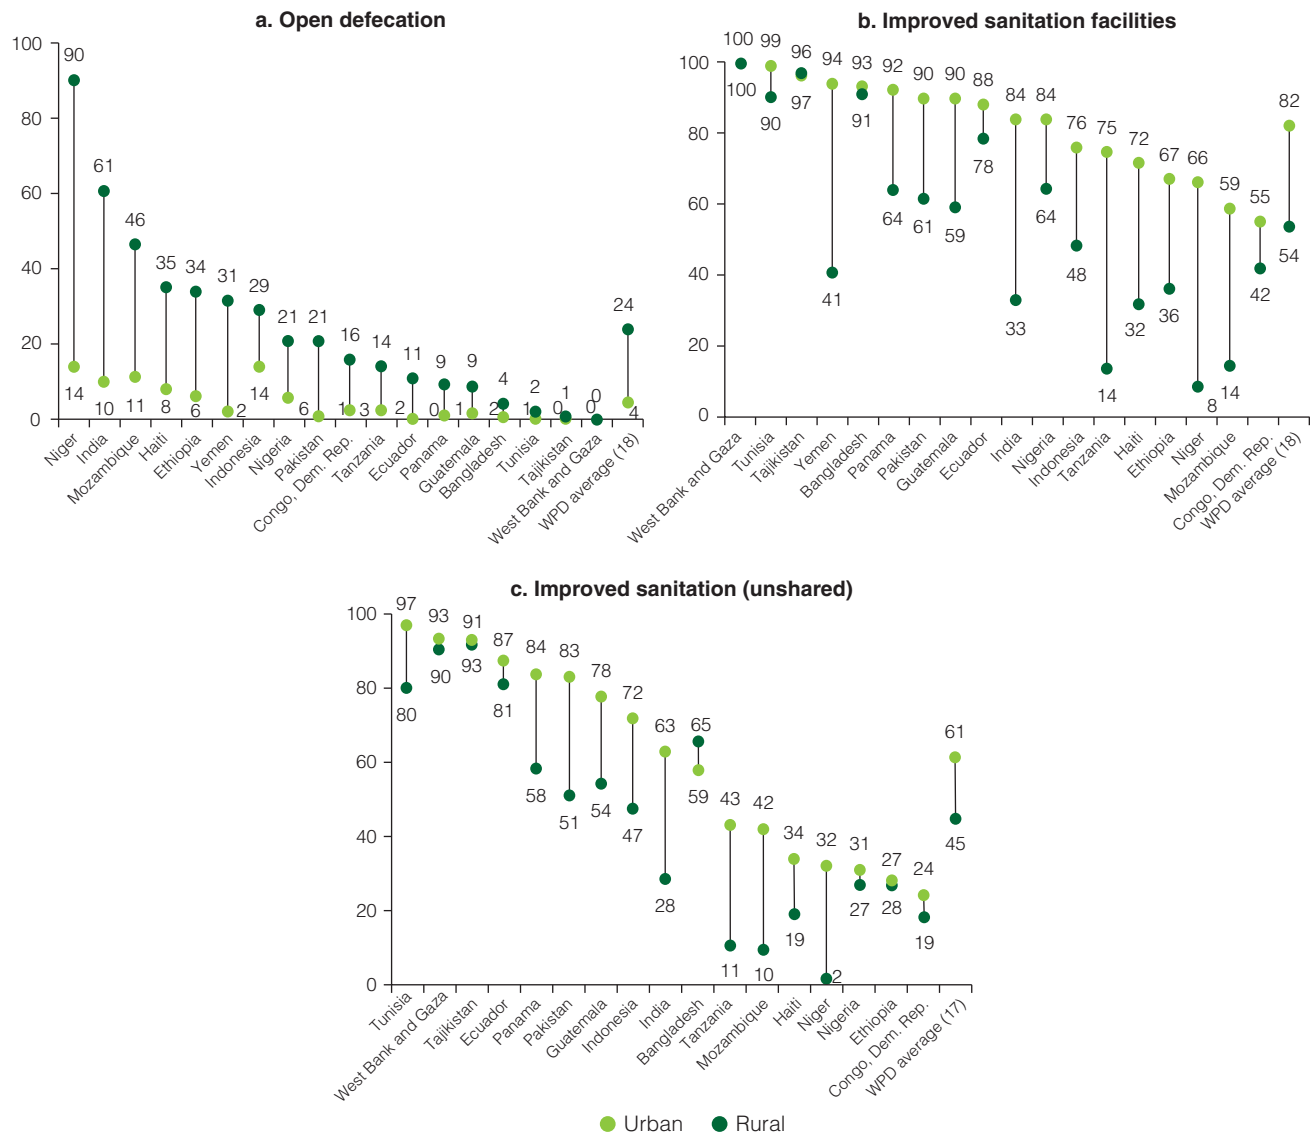 a. Open defecation
100
80
60
40
20
0
90 61 46 35 34 31 29 21 21 16 14 11 9 9 4 2 1 0 24
14 10 11 8 6 2 14 6 1 3 2 0 1 2 1 0 0 4
Niger
India
Mozambique
Haiti
Ethiopia
Yemen
Indonesia
Nigeria
Pakistan
Congo, Dem. Rep.
Tanzania
Ecuador
Panama
Guatemala
Bangladesh
Tunisia
Tajikistan
West Bank and Gaza
WPD average (18)
b. Improved sanitation facilities
100
80
60
40
20
0
100 99 96 94 93 92 90 90 88 84 84 76 75 72 67 66 59 55 82
100 90 97 41 91 64 61 59 78 33 64 48 14 32 36 8 14 42 54
West Bank and Gaza
Tunisia
Tajikistan
Yemen
Bangladesh
Panama
Pakistan
Guatemala
Ecuador
India
Nigeria
Indonesia
Tanzania
Haiti
Ethiopia
Niger
Mozambique
Congo, Dem. Rep.
WPD average (18)
c. Improved sanitation (unshared)
100
80
60
40
20
0
97 93 91 87 84 83 78 72 63 65 43 42 34 32 31 27 24 61
80 90 93 81 58 51 54 47 28 59 11 10 19 2 27 28 19 45
Tunisia
West Bank and Gaza
Tajikistan
Ecuador
Panama
Pakistan
Guatemala
Indonesia
India
Bangladesh
Tanzania
Mozambique
Haiti
Niger
Nigeria
Ethiopia
Congo, Dem. Rep.
WPD average (17)
Urban Rural